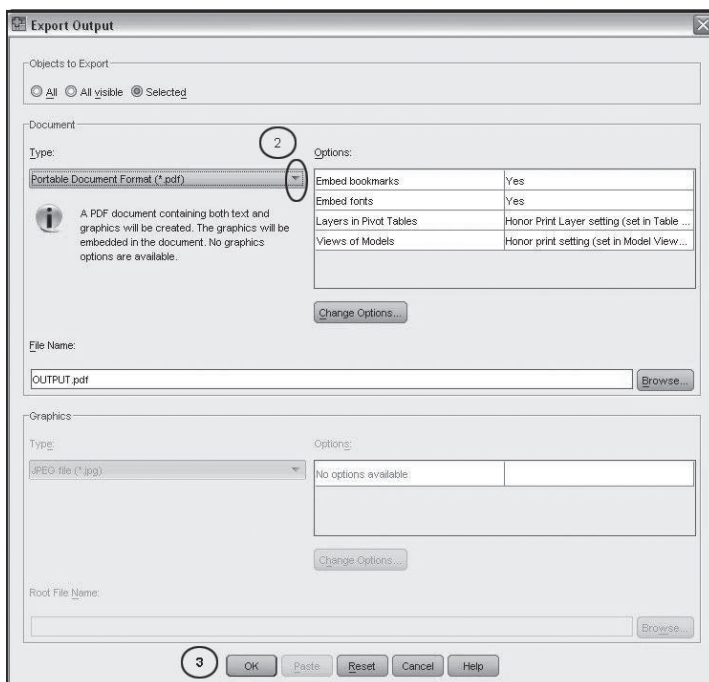 Export Output
Objects to Export
All All visible Selected
Document
2
Type:
Portable Document Format (*.pdf)
A PDF document containing both text and
graphics will be created. The graphics will be
embedded in the document. No graphics
options are available.
Options:
Embed bookmarks Yes
Embed fonts Yes
Layers in Pivot Tables Honor Print Layer setting (set in Table ...
Views of Models Honor print setting (set in Model View...
Change Options...
File Name:
OUTPUT.pdf Browse...
Graphics
Type:
JPEG file (*.jpg)
Options:
No options available
Change Options...
Root File Name:
Browse...
3 OK Paste Reset Cancel Help